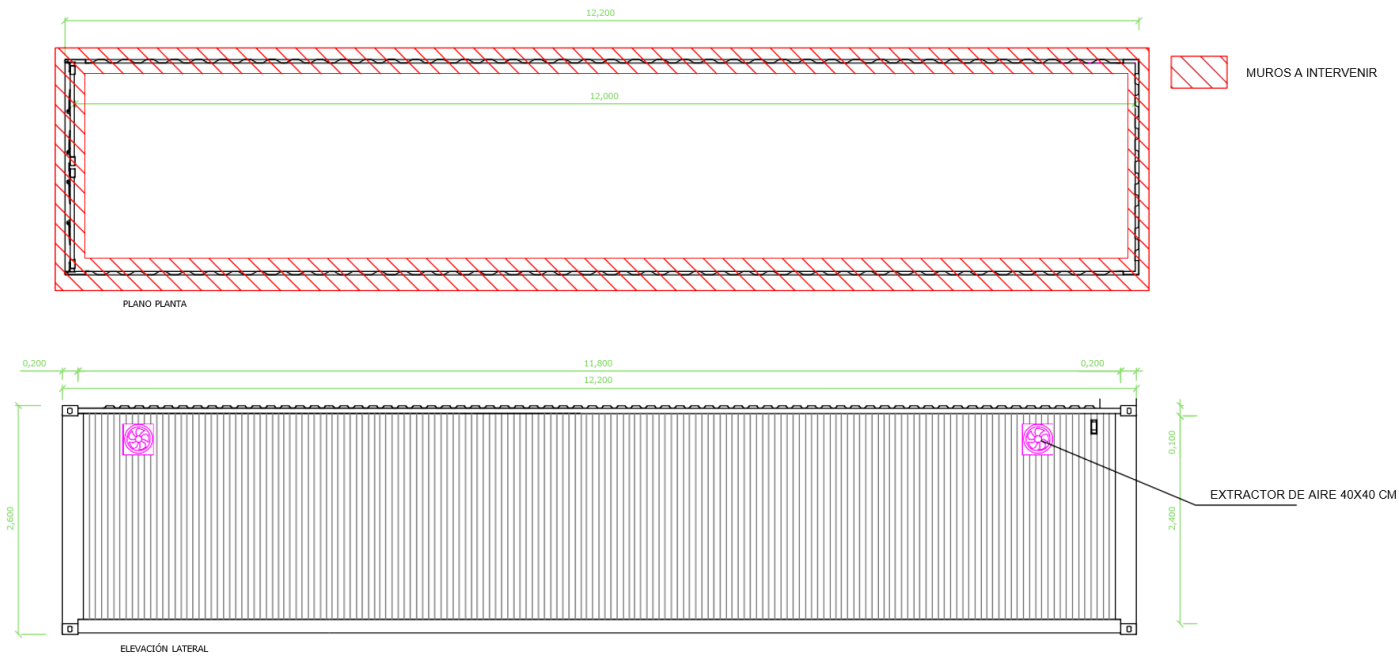 12,200
MUROS A INTERVENIR
12,000
PLANO PLANTA
0,200
11,800
0,200
12,200
0,100
EXTRACTOR DE AIRE 40X40 CM
2,600
2,400
ELEVACIÓN LATERAL